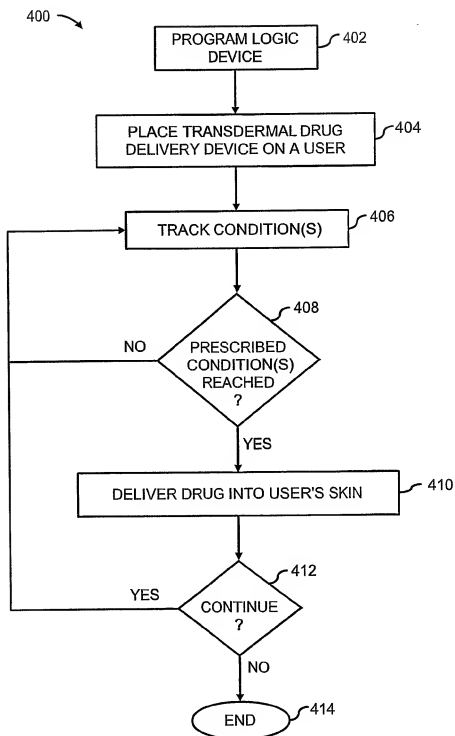 400
PROGRAM LOGIC
DEVICE
402
PLACE TRANSDERMAL DRUG
DELIVERY DEVICE ON A USER
404
TRACK CONDITION(S)
406
408
NO
PRESCRIBED
CONDITION(S)
REACHED
?
YES
DELIVER DRUG INTO USER'S SKIN
410
412
YES
CONTINUE
?
NO
END
414